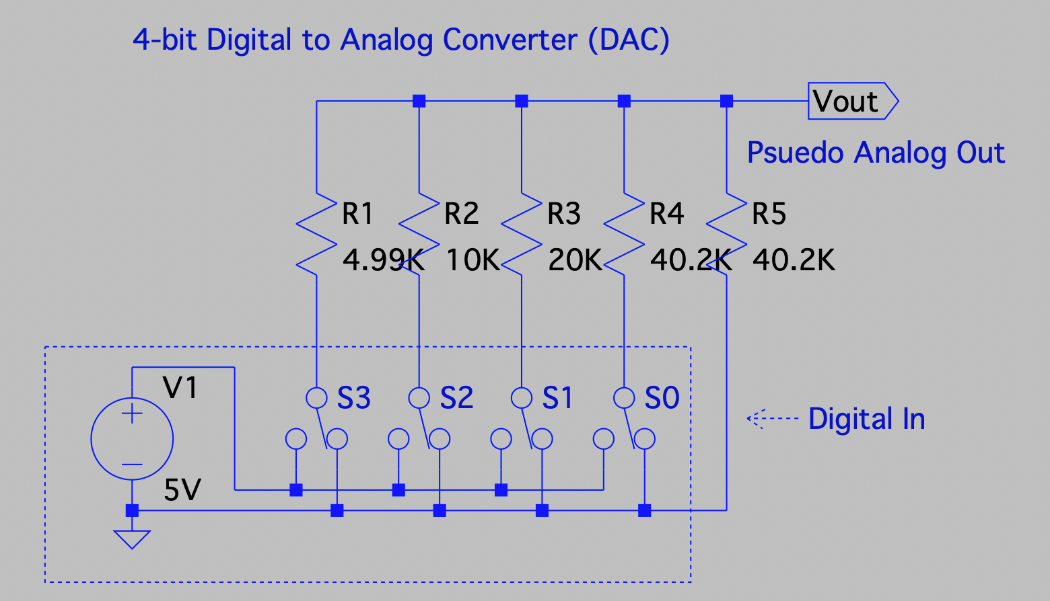 4-bit Digital to Analog Converter (DAC)
Vout
Psuedo Analog Out
R1
4.99K
R2
10K
R3
20K
R4
40.2K
R5
40.2K
V1
5V
S3
S2
S1
S0
Digital In